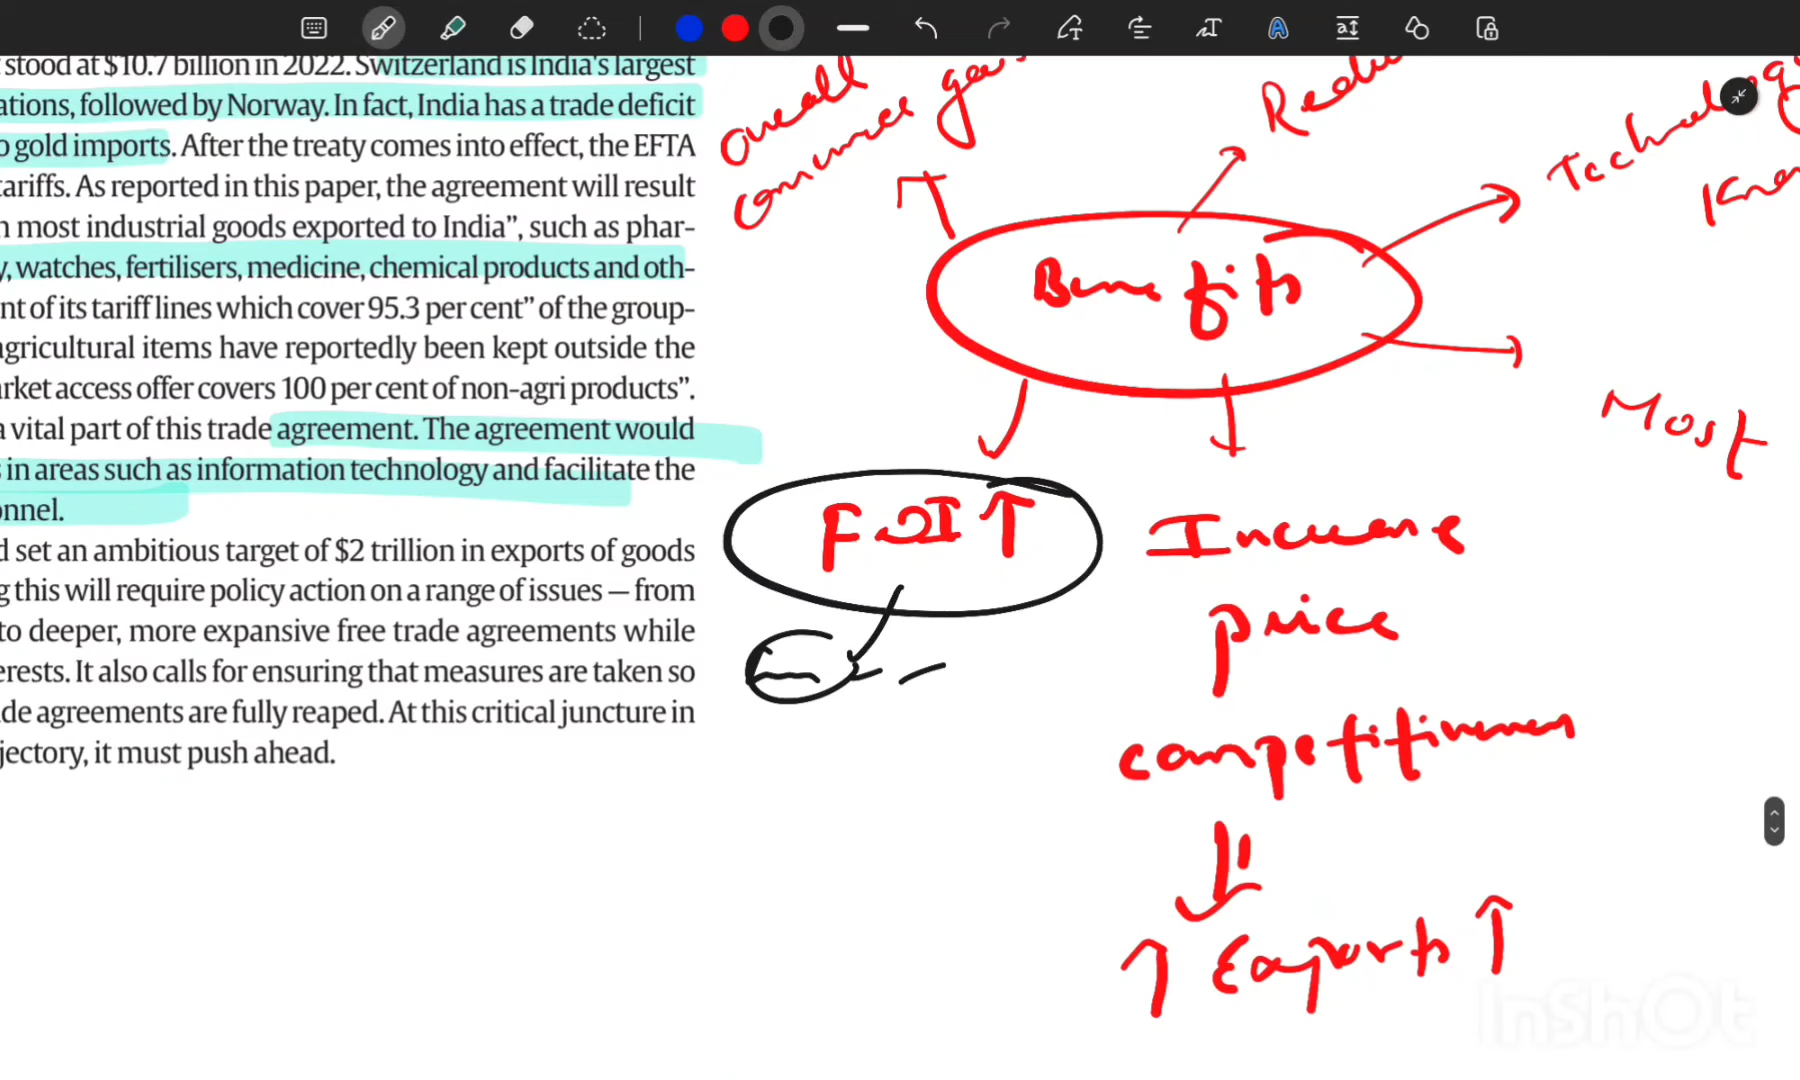 stood at $10.7 billion in 2022. Switzerland is India's largest
ations, followed by Norway. In fact, India has a trade deficit
o gold imports. After the treaty comes into effect, the EFTA
tariffs. As reported in this paper, the agreement will result
n most industrial goods exported to India”, such as phar-
y, watches, fertilisers, medicine, chemical products and oth-
nt of its tariff lines which cover 95.3 per cent” of the group-
agricultural items have reportedly been kept outside the
rket access offer covers 100 per cent of non-agri products”.
a vital part of this trade agreement. The agreement would
s in areas such as information technology and facilitate the
onnel.
d set an ambitious target of $2 trillion in exports of goods
g this will require policy action on a range of issues — from
to deeper, more expansive free trade agreements while
erests. It also calls for ensuring that measures are taken so
de agreements are fully reaped. At this critical juncture in
jectory, it must push ahead.
overall
consumer
Benefits
Most
FDI ↑
Increase
price
competitiveness
↑ Exports ↑
InShOt